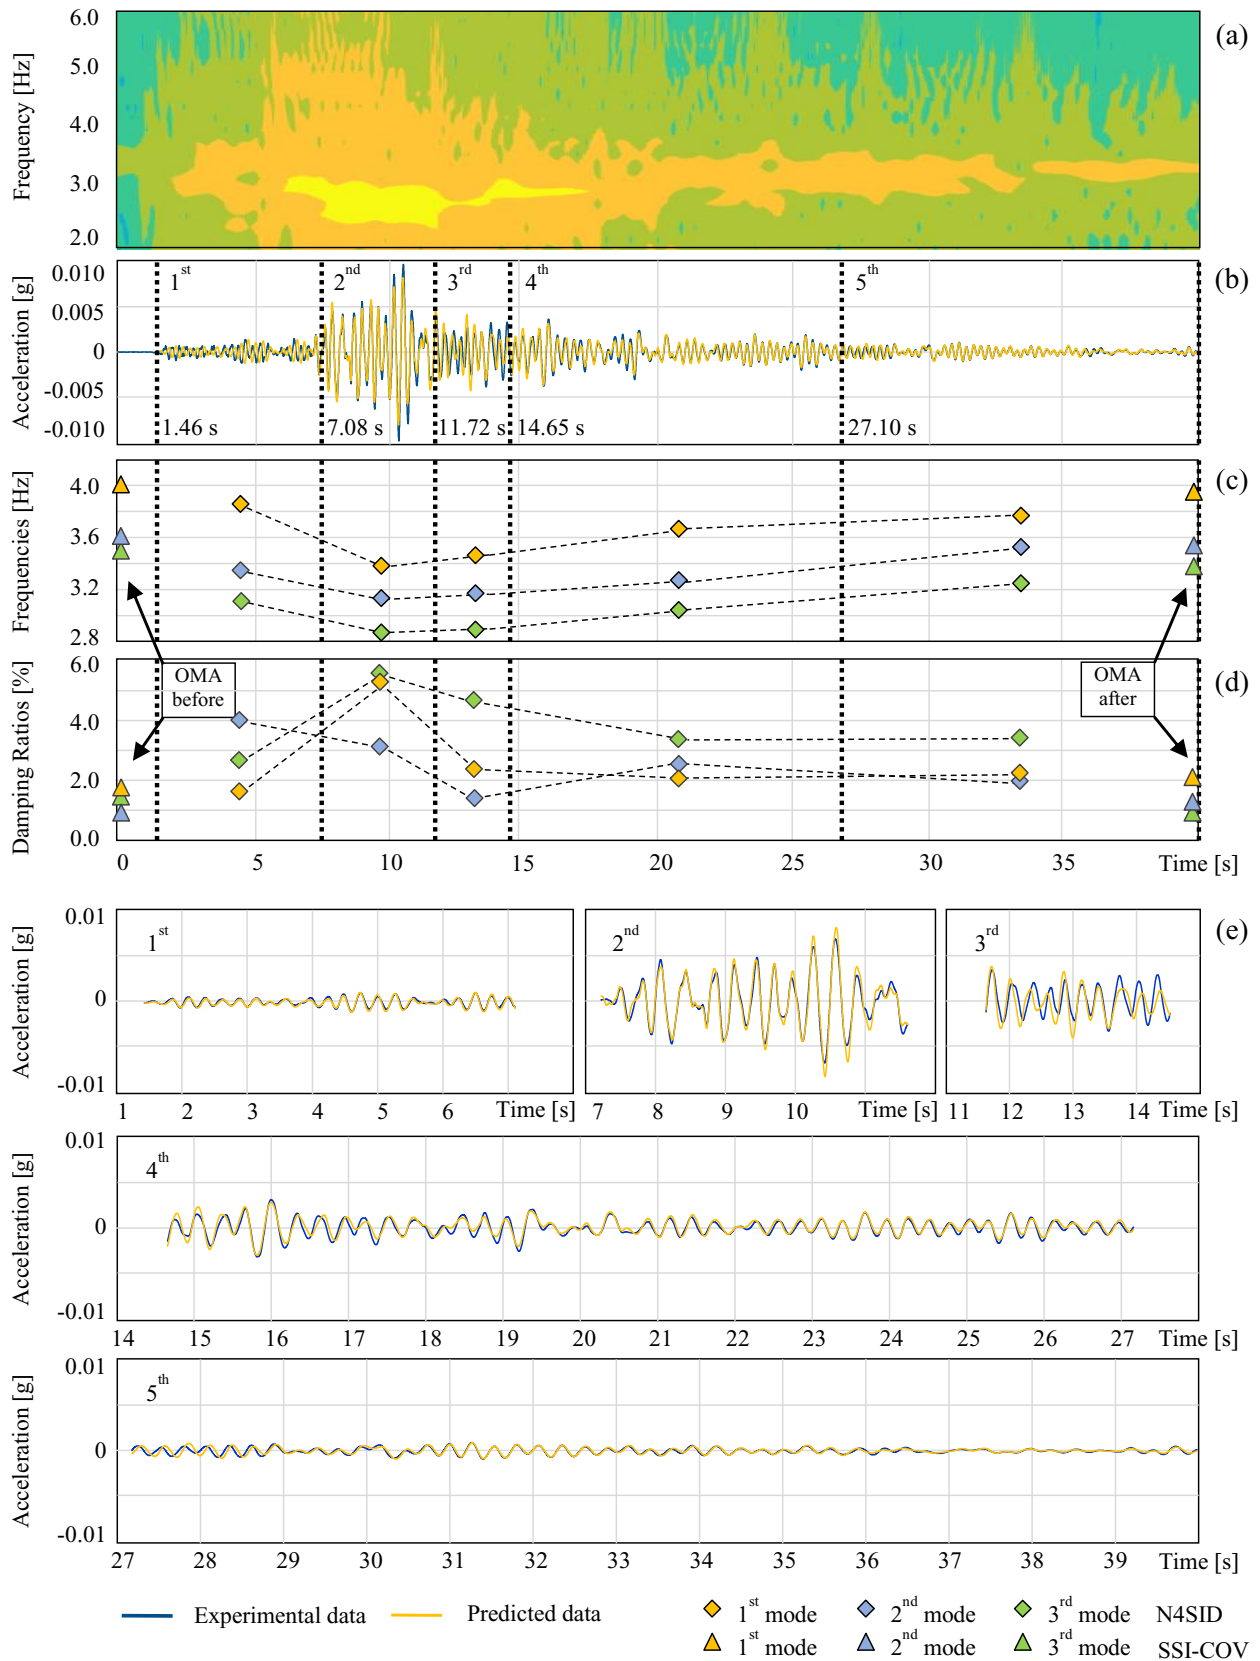 (a)
Frequency [Hz]
6.0
5.0
4.0
3.0
2.0
(b)
Acceleration [g]
0.010
0.005
0
-0.005
-0.010
1st 2nd 3rd 4th 5th
1.46 s 7.08 s 11.72 s 14.65 s 27.10 s
(c)
Frequencies [Hz]
4.0
3.6
3.2
2.8
OMA before
OMA after
(d)
Damping Ratios [%]
6.0
4.0
2.0
0.0
0 5 10 15 20 25 30 35 Time [s]
(e)
Acceleration [g]
0.01
0
-0.01
1st
1 2 3 4 5 6 Time [s]
2nd
7 8 9 10 Time [s]
3rd
11 12 13 14 Time [s]
Acceleration [g]
0.01
0
-0.01
4th
14 15 16 17 18 19 20 21 22 23 24 25 26 27 Time [s]
Acceleration [g]
0.01
0
-0.01
5th
27 28 29 30 31 32 33 34 35 36 37 38 39 Time [s]
Experimental data Predicted data
1st mode 2nd mode 3rd mode N4SID
1st mode 2nd mode 3rd mode SSI-COV